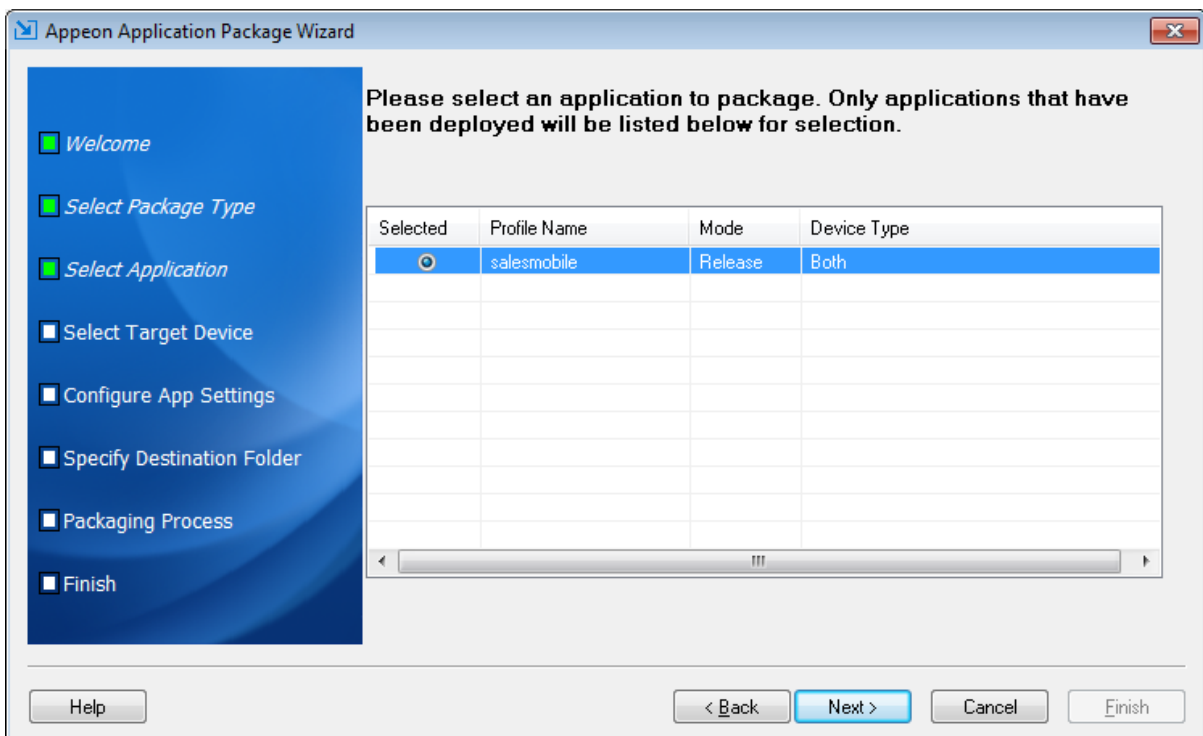 Appeon Application Package Wizard
Welcome
Select Package Type
Select Application
Select Target Device
Configure App Settings
Specify Destination Folder
Packaging Process
Finish
Please select an application to package. Only applications that have
been deployed will be listed below for selection.
Selected Profile Name Mode Device Type
salesmobile Release Both
Help < Back Next > Cancel Finish